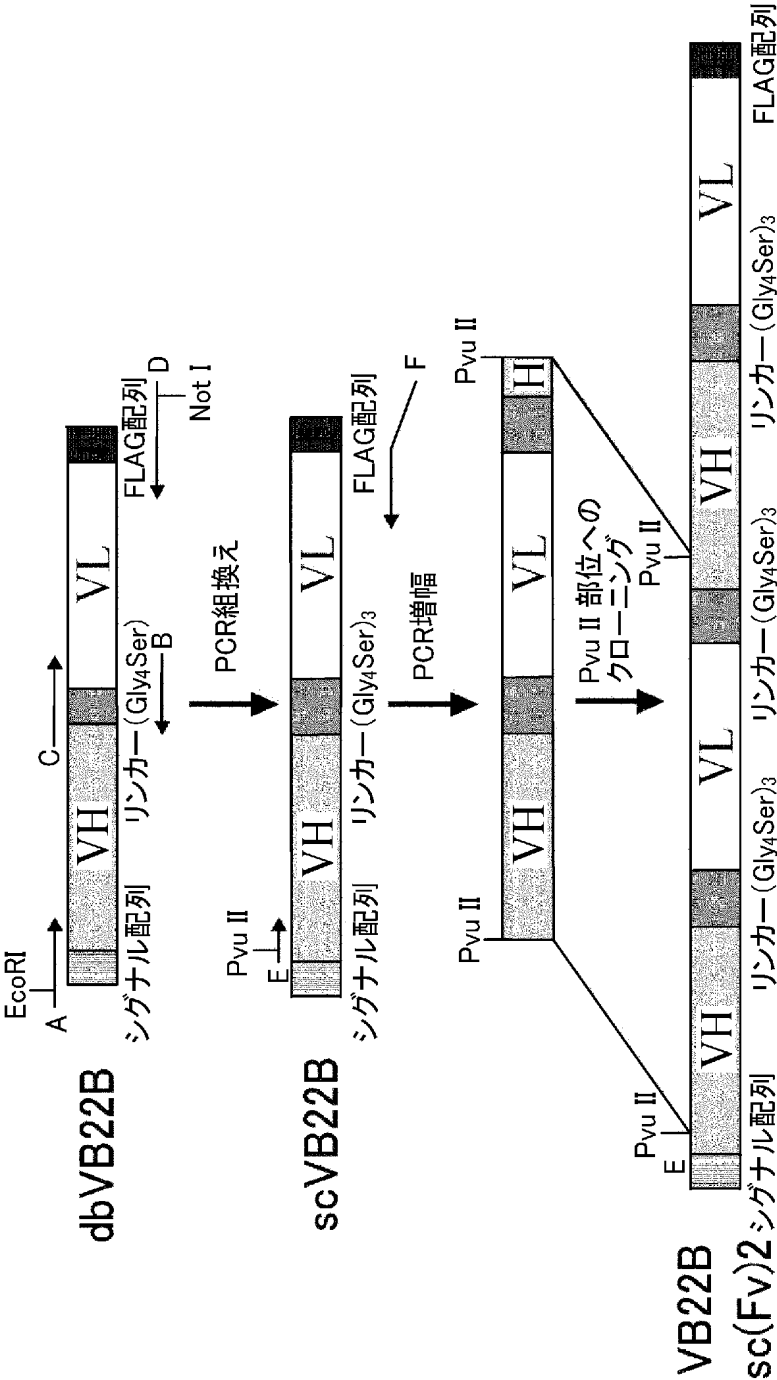 dbVB22B
EcoRI
A
C
VH
VL
シグナル配列
リンカー(Gly₄Ser)
B
FLAG配列
D
Not I
PCR組換え
scVB22B
Pvu II
E
VH
VL
シグナル配列
リンカー(Gly₄Ser)₃
FLAG配列
F
PCR増幅
Pvu II
Pvu II
VH
VL
H
Pvu II 部位への
クローニング
VB22B
sc(Fv)2
E
Pvu II
Pvu II
VH
VL
VH
VL
シグナル配列
リンカー(Gly₄Ser)₃
リンカー(Gly₄Ser)₃
リンカー(Gly₄Ser)₃
FLAG配列